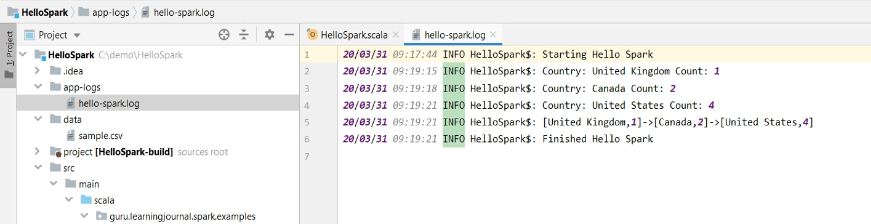 HelloSpark app-logs hello-spark.log
1: Project
Project
HelloSpark.scala
hello-spark.log
HelloSpark C:\demo\HelloSpark
.idea
app-logs
hello-spark.log
data
sample.csv
project [HelloSpark-build] sources root
src
main
scala
guru.learningjournal.spark.examples
1 20/03/31 09:17:44 INFO HelloSpark$: Starting Hello Spark
2 20/03/31 09:19:15 INFO HelloSpark$: Country: United Kingdom Count: 1
3 20/03/31 09:19:18 INFO HelloSpark$: Country: Canada Count: 2
4 20/03/31 09:19:21 INFO HelloSpark$: Country: United States Count: 4
5 20/03/31 09:19:21 INFO HelloSpark$: [United Kingdom,1]->[Canada,2]->[United States,4]
6 20/03/31 09:19:21 INFO HelloSpark$: Finished Hello Spark
7